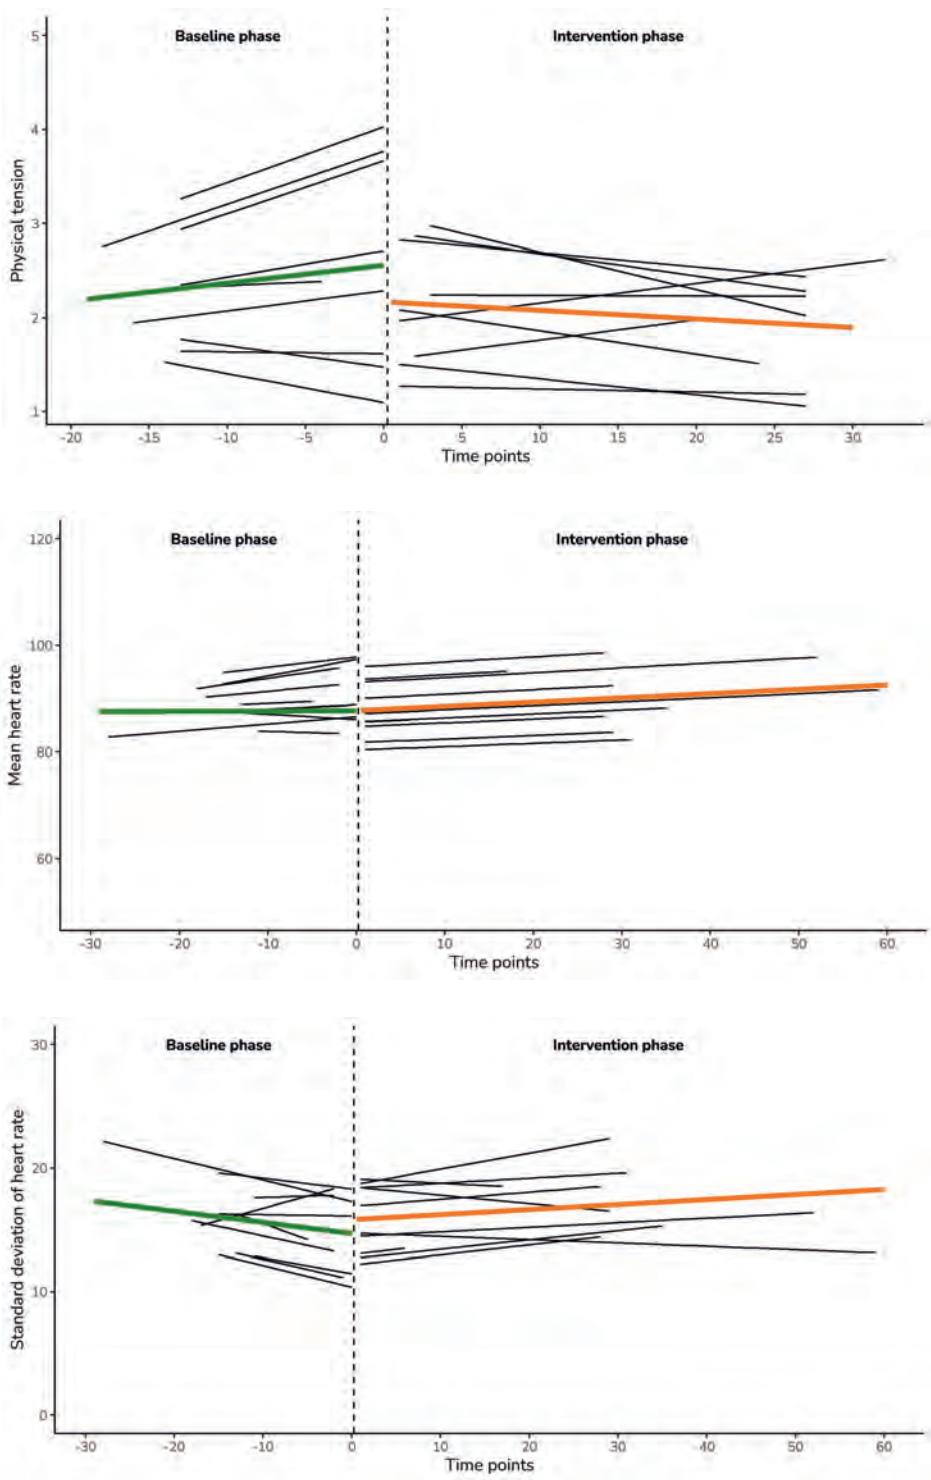 Baseline phase
Intervention phase
Physical tension
5
4
3
2
1
-20 -15 -10 -5 0 5 10 15 20 25 30
Time points
Baseline phase
Intervention phase
Mean heart rate
120
100
80
60
-30 -20 -10 0 10 20 30 40 50 60
Time points
Baseline phase
Intervention phase
Standard deviation of heart rate
30
20
10
0
-30 -20 -10 0 10 20 30 40 50 60
Time points